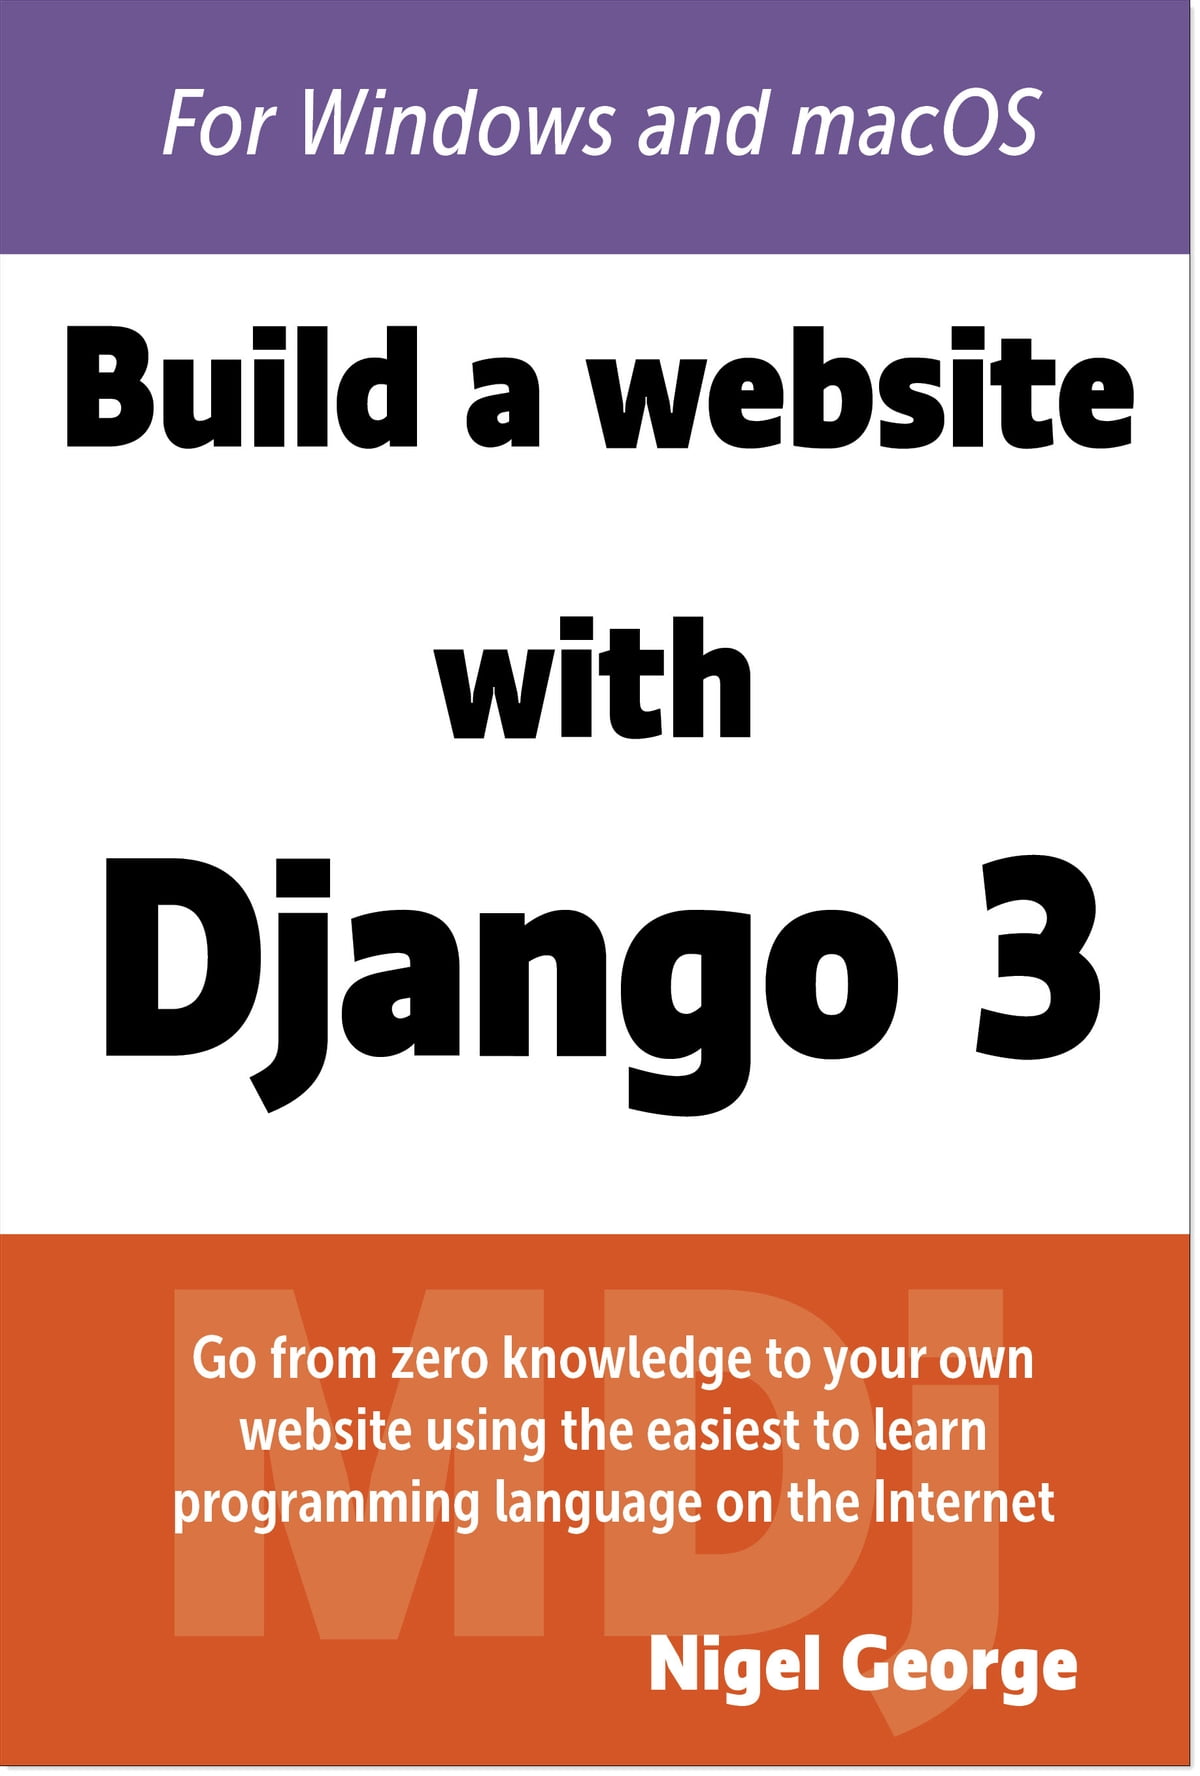 For Windows and macOS
Build a website
with
Django 3
MDj
Go from zero knowledge to your own
website using the easiest to learn
programming language on the Internet
Nigel George